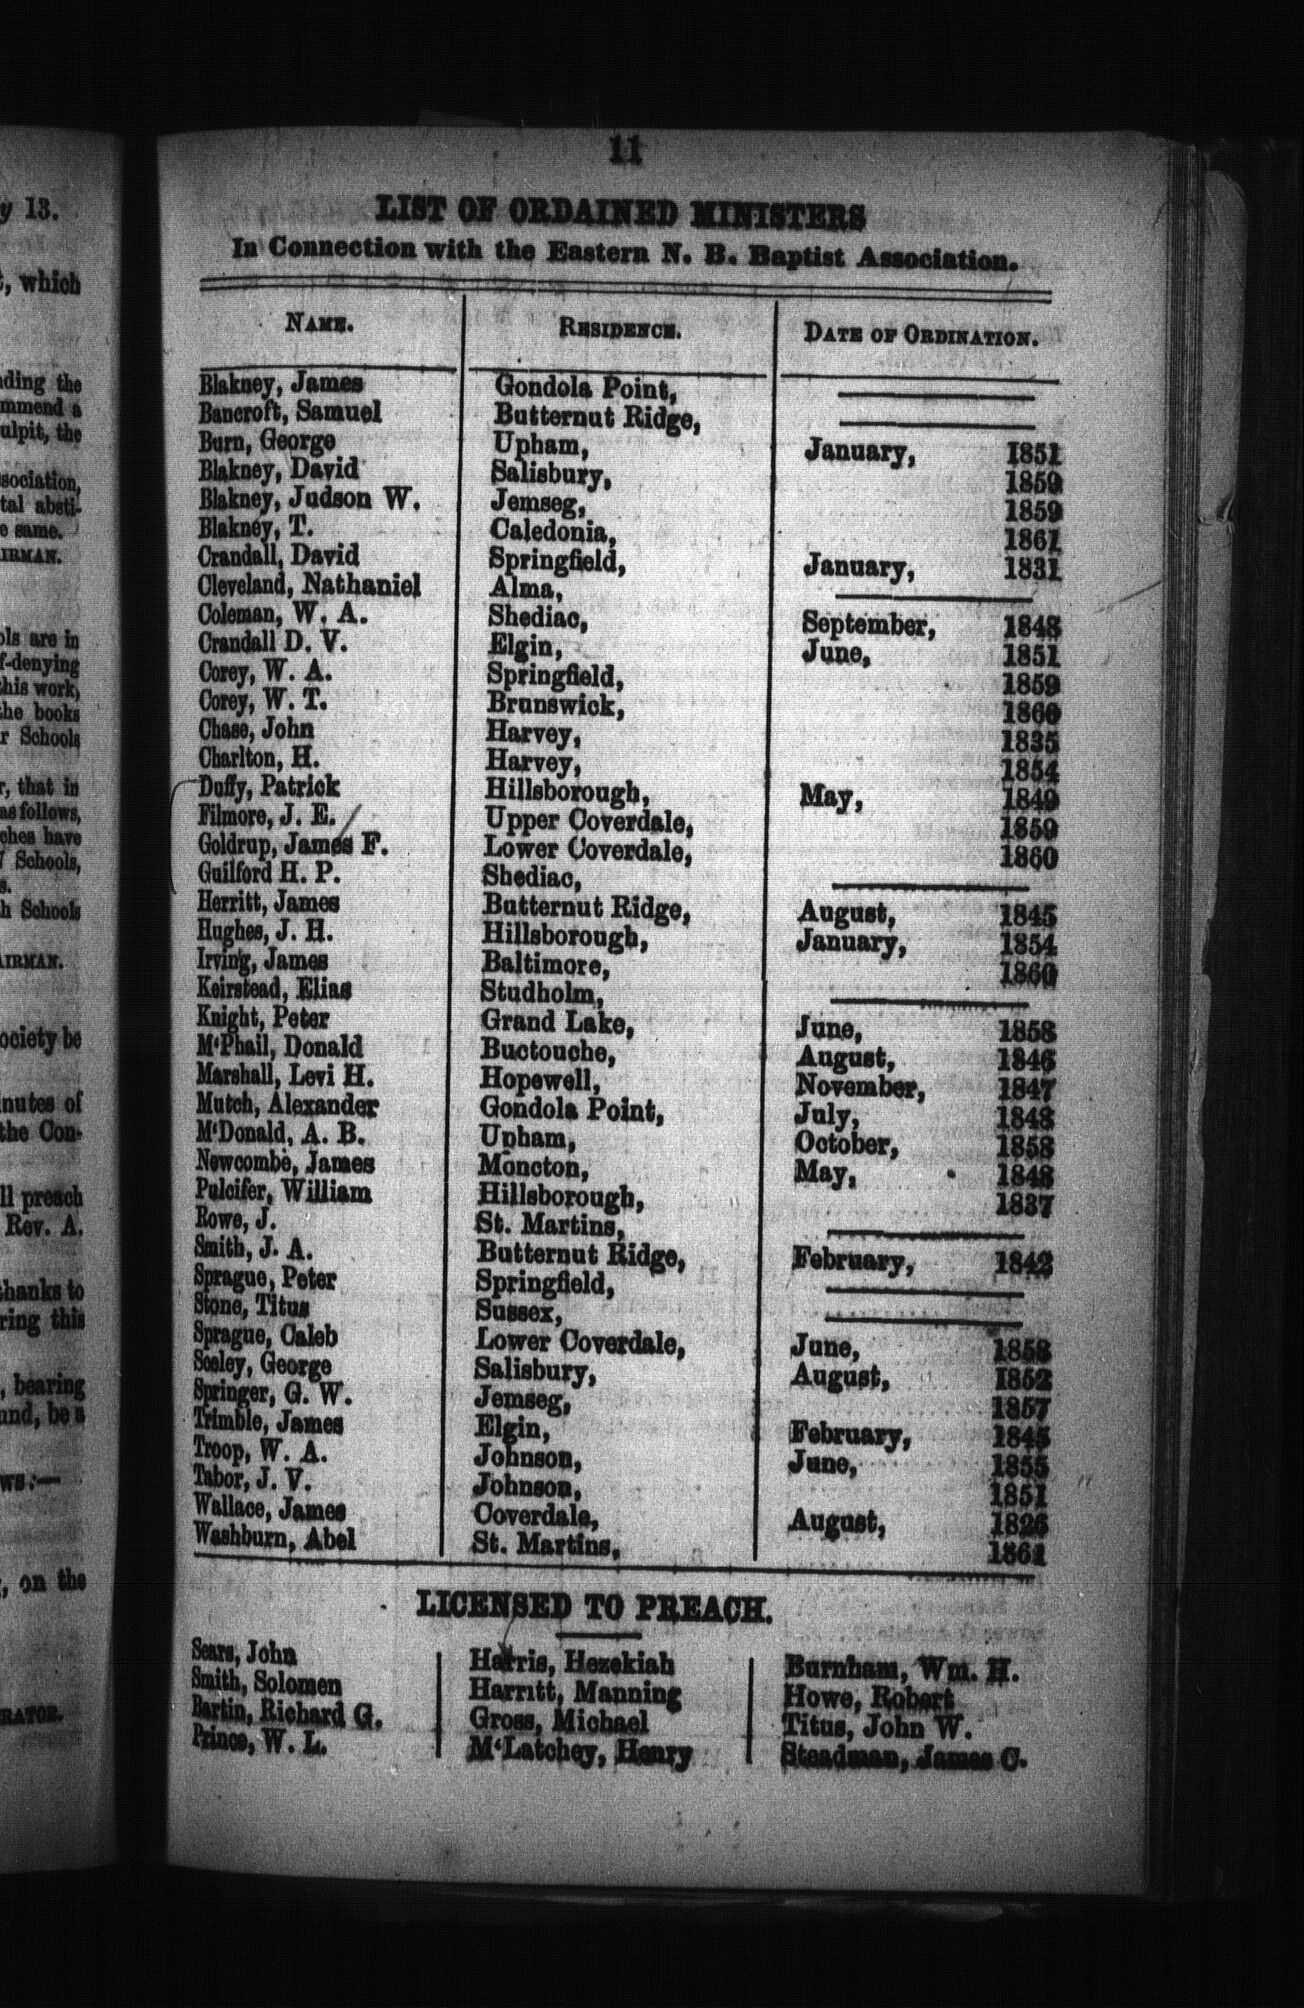 11
LIST OF ORDAINED MINISTERS
In Connection with the Eastern N. B. Baptist Association.
NAME. RESIDENCE. DATE OF ORDINATION.
Blakney, James Gondola Point,
Bancroft, Samuel Butternut Ridge,
Burn, George Upham, January, 1851
Blakney, David Salisbury, 1859
Blakney, Judson W. Jemseg, 1859
Blakney, T. Caledonia, 1861
Crandall, David Springfield, January, 1831
Cleveland, Nathaniel Alma,
Coleman, W. A. Shediac, September, 1848
Crandall D. V. Elgin, June, 1851
Corey, W. A. Springfield, 1859
Corey, W. T. Brunswick, 1860
Chase, John Harvey, 1835
Charlton, H. Harvey, 1854
Duffy, Patrick Hillsborough, May, 1849
Filmore, J. E. Upper Coverdale, 1859
Goldrup, James F. Lower Coverdale, 1860
Guilford H. P. Shediac,
Herritt, James Butternut Ridge, August, 1845
Hughes, J. H. Hillsborough, January, 1854
Irving, James Baltimore, 1860
Keirstead, Elias Studholm,
Knight, Peter Grand Lake, June, 1858
M'Phail, Donald Buctouche, August, 1846
Marshall, Levi H. Hopewell, November, 1847
Mutch, Alexander Gondola Point, July, 1848
M'Donald, A. B. Upham, October, 1858
Newcombe, James Moncton, May, 1848
Pulcifer, William Hillsborough, 1837
Rowe, J. St. Martins,
Smith, J. A. Butternut Ridge, February, 1842
Sprague, Peter Springfield,
Stone, Titus Sussex,
Sprague, Caleb Lower Coverdale, June,
Seeley, George Salisbury, August, 1852
Springer, G. W. Jemseg, 1857
Trimble, James Elgin, February, 1845
Troop, W. A. Johnson, June, 1855
Tabor, J. V. Johnson, 1851
Wallace, James Coverdale, August, 1826
Washburn, Abel St. Martins, 1861
LICENSED TO PREACH.
Sears, John Harris, Hezekiah Burnham, Wm. H.
Smith, Solomen Harritt, Manning Howe, Robert
Bartin, Richard G. Gross, Michael Titus, John W.
Prince, W. L. M'Latchey, Henry Steadman, James C.